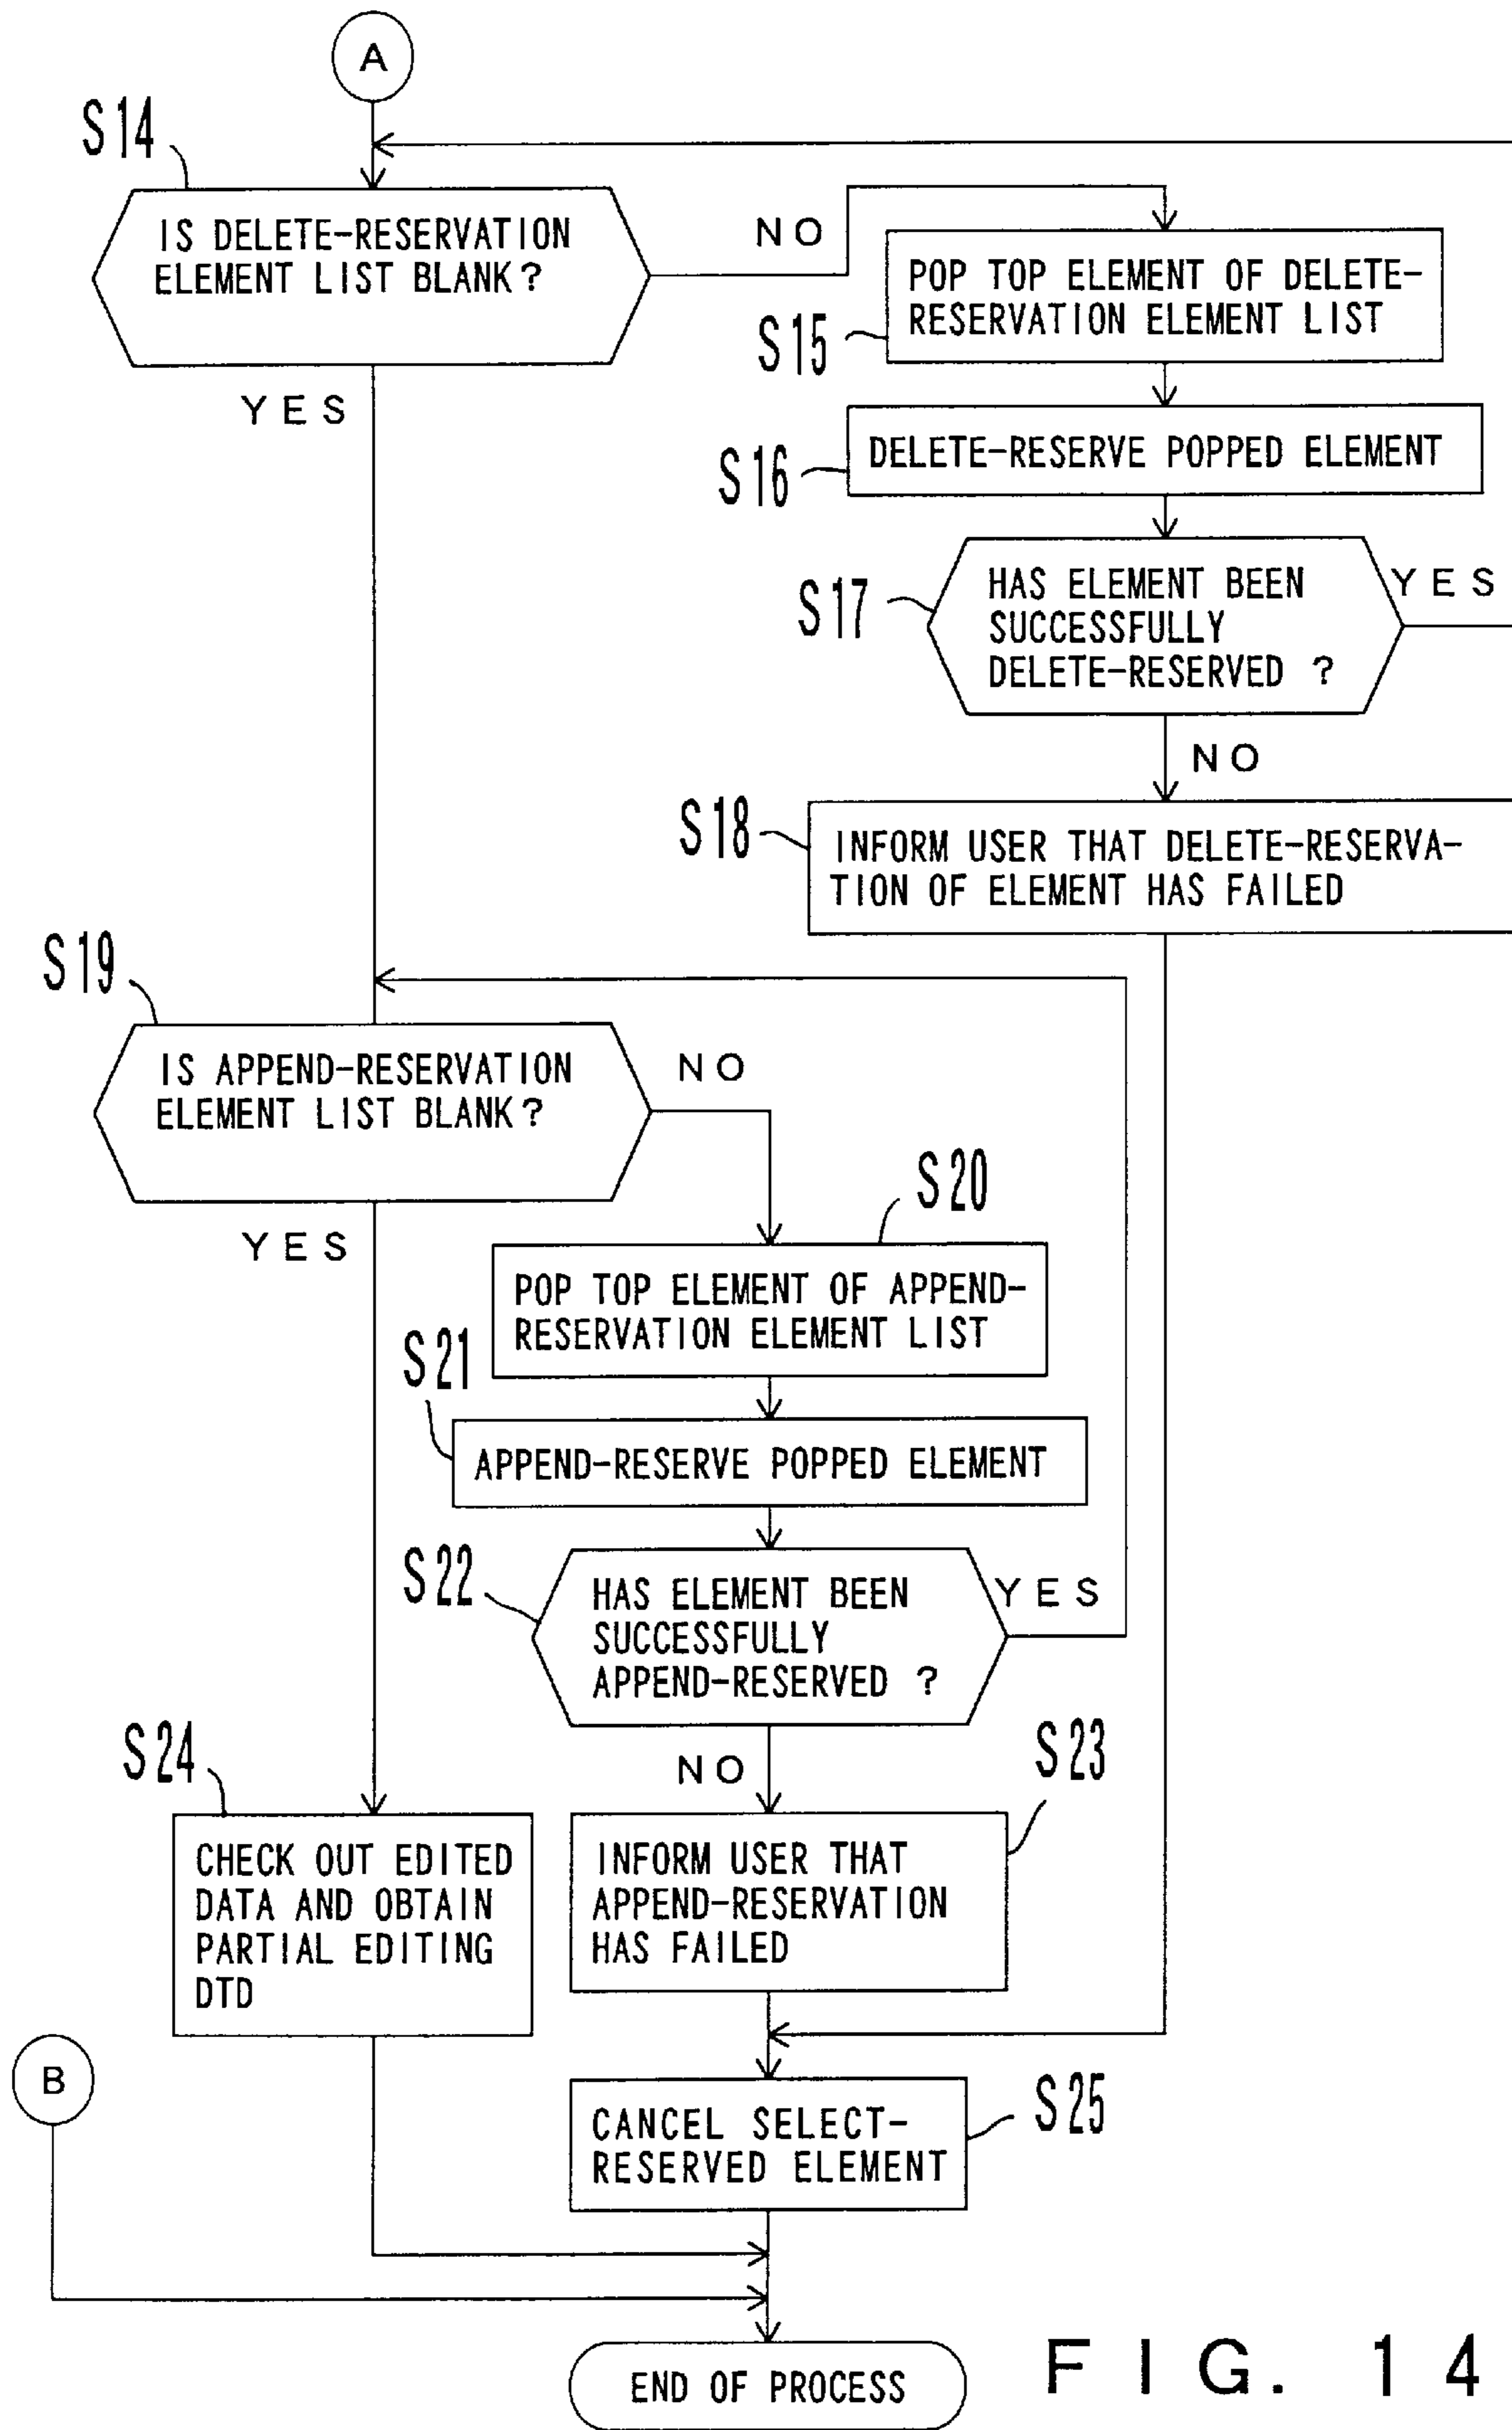 A
S14
IS DELETE-RESERVATION
ELEMENT LIST BLANK?
NO
YES
S15
POP TOP ELEMENT OF DELETE-
RESERVATION ELEMENT LIST
S16
DELETE-RESERVE POPPED ELEMENT
S17
HAS ELEMENT BEEN
SUCCESSFULLY
DELETE-RESERVED ?
YES
NO
S18
INFORM USER THAT DELETE-RESERVA-
TION OF ELEMENT HAS FAILED
S19
IS APPEND-RESERVATION
ELEMENT LIST BLANK?
NO
YES
S20
POP TOP ELEMENT OF APPEND-
RESERVATION ELEMENT LIST
S21
APPEND-RESERVE POPPED ELEMENT
S22
HAS ELEMENT BEEN
SUCCESSFULLY
APPEND-RESERVED ?
YES
NO
S23
INFORM USER THAT
APPEND-RESERVATION
HAS FAILED
S24
CHECK OUT EDITED
DATA AND OBTAIN
PARTIAL EDITING
DTD
B
S25
CANCEL SELECT-
RESERVED ELEMENT
END OF PROCESS
FIG. 14